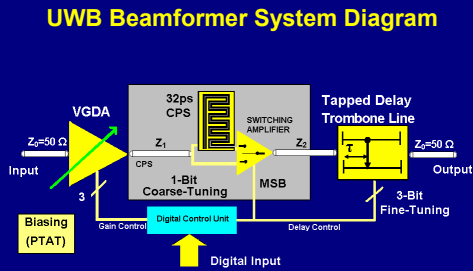 UWB Beamformer System Diagram
32ps
CPS
VGDA
SWITCHING
AMPLIFIER
Tapped Delay
Trombone Line
Z₀=50 Ω
Z₁
Z₂
τ
Z₀=50 Ω
Input
CPS
Output
1-Bit
Coarse-Tuning
MSB
3
3-Bit
Fine-Tuning
Biasing
(PTAT)
Gain Control
Digital Control Unit
Delay Control
Digital Input